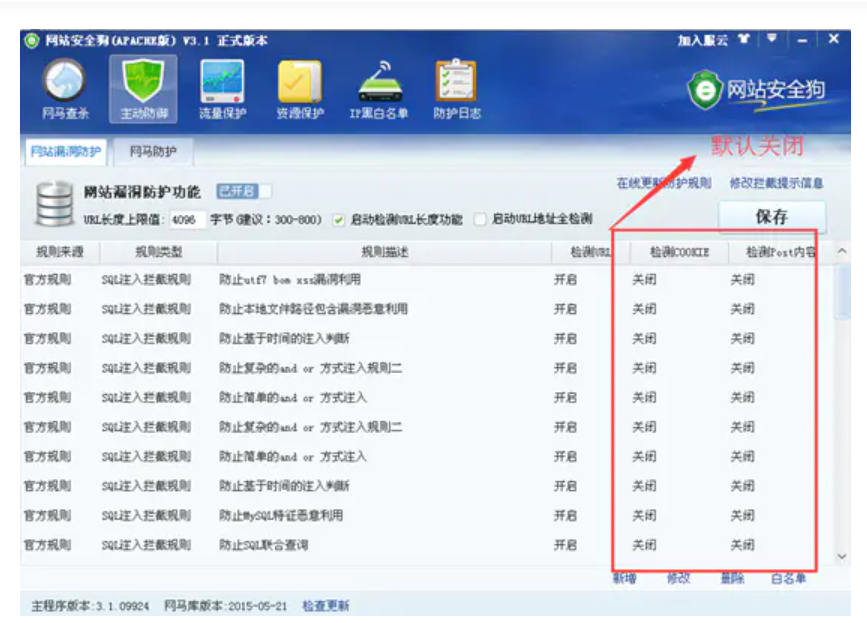 网站安全狗(APACHE版) V3.1 正式版本 加入服云
网马查杀 主动防御 流量保护 资源保护 IP黑白名单 防护日志 网站安全狗
默认关闭
网站漏洞防护 网马防护
网站漏洞防护功能 已开启 在线更新防护规则 修改拦截提示信息
URL长度上限值: 4096 字节(建议：300-800) 启动检测URL长度功能 启动URL地址全检测 保存
规则来源 规则类型 规则描述 检测URL 检测COOKIE 检测Post内容
官方规则 SQL注入拦截规则 防止utf7 bom xss漏洞利用 开启 关闭 关闭
官方规则 SQL注入拦截规则 防止本地文件路径包含漏洞恶意利用 开启 关闭 关闭
官方规则 SQL注入拦截规则 防止基于时间的注入判断 开启 关闭 关闭
官方规则 SQL注入拦截规则 防止复杂的and or 方式注入规则二 开启 关闭 关闭
官方规则 SQL注入拦截规则 防止简单的and or 方式注入 开启 关闭 关闭
官方规则 SQL注入拦截规则 防止复杂的and or 方式注入规则二 开启 关闭 关闭
官方规则 SQL注入拦截规则 防止简单的and or 方式注入 开启 关闭 关闭
官方规则 SQL注入拦截规则 防止基于时间的注入判断 开启 关闭 关闭
官方规则 SQL注入拦截规则 防止MySQL特征恶意利用 开启 关闭 关闭
官方规则 SQL注入拦截规则 防止SQL联合查询 开启 关闭 关闭
新增 修改 删除 白名单
主程序版本:3.1.09924 网马库版本:2015-05-21 检查更新